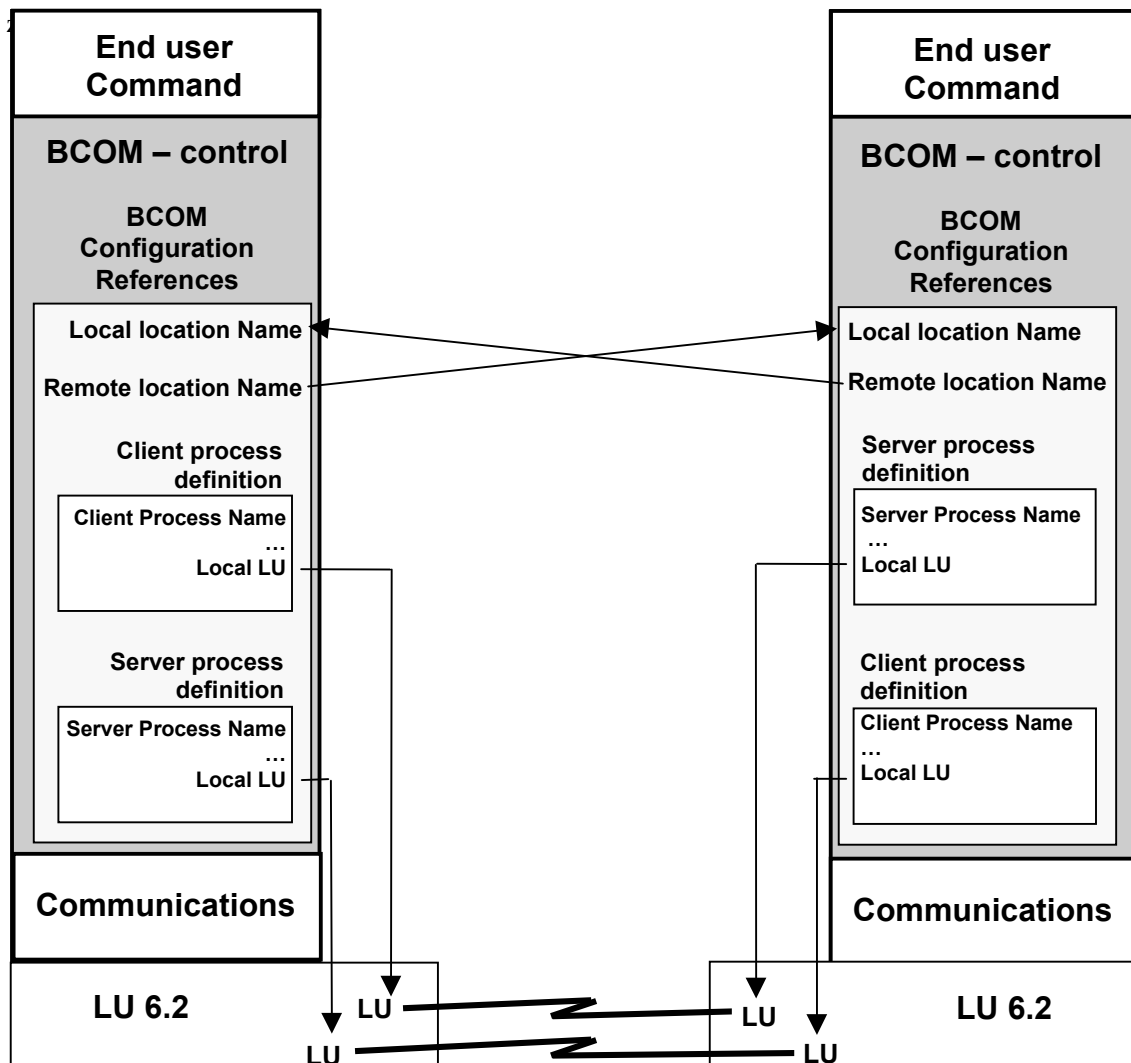 End user
Command
BCOM – control
BCOM
Configuration
References
Local location Name
Remote location Name
Client process
definition
Client Process Name
...
Local LU
Server process
definition
Server Process Name
...
Local LU
Communications
LU 6.2
LU
LU
End user
Command
BCOM – control
BCOM
Configuration
References
Local location Name
Remote location Name
Server process
definition
Server Process Name
...
Local LU
Client process
definition
Client Process Name
...
Local LU
Communications
LU
LU
LU 6.2